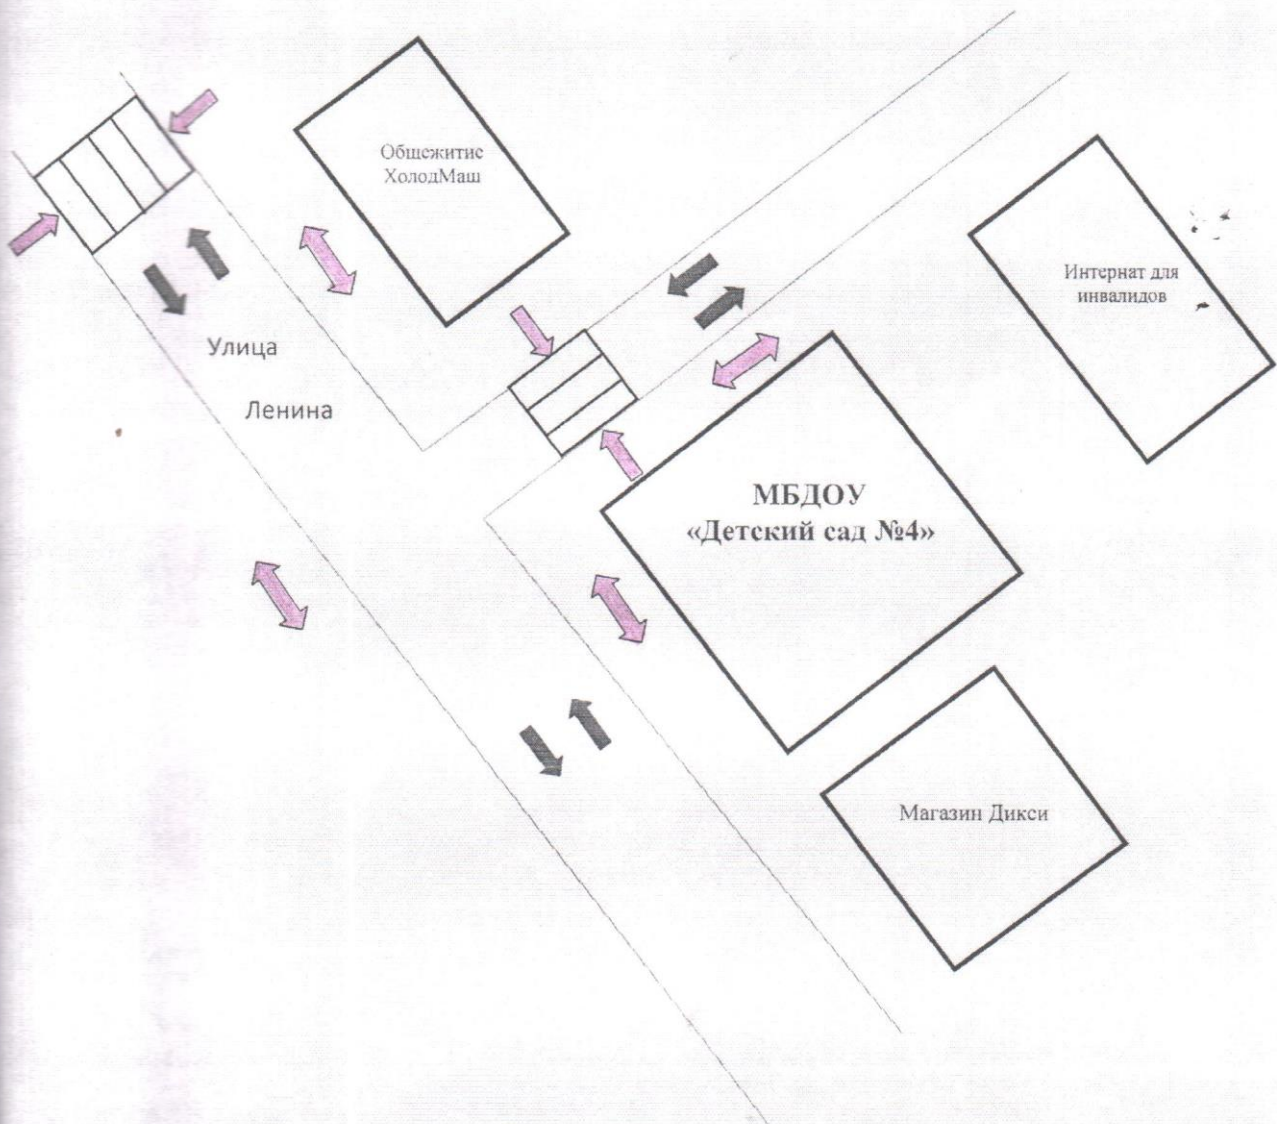 Общежитие
ХолодМаш
Интернат для
инвалидов
Улица
Ленина
МБДОУ
«Детский сад №4»
Магазин Дикси